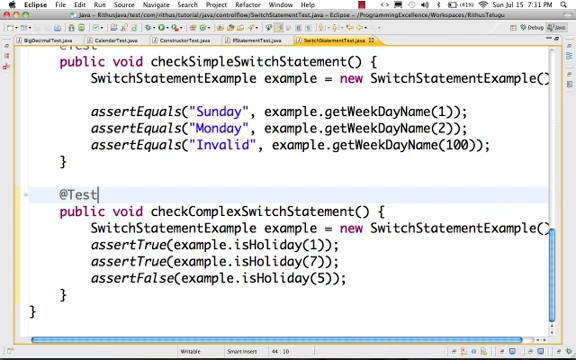 Eclipse File Edit Source Refactor Navigate Search Project Run Window Help (41%) Sun Jul 15 7:31 PM
RithusJava/test/com/rithus/tutorial/java/controlflow/SwitchStatementTest.java - Eclipse - /ProgrammingExcellence/Workspaces/RithusTelugu
Debug Java
BigDecimalTest.java CalendarTest.java ConstructorTest.java IfStatementTest.java SwitchStatementTest.java
@Test
public void checkSimpleSwitchStatement() {
SwitchStatementExample example = new SwitchStatementExample()
assertEquals("Sunday", example.getWeekDayName(1));
assertEquals("Monday", example.getWeekDayName(2));
assertEquals("Invalid", example.getWeekDayName(100));
}
@Test
public void checkComplexSwitchStatement() {
SwitchStatementExample example = new SwitchStatementExample()
assertTrue(example.isHoliday(1));
assertTrue(example.isHoliday(7));
assertFalse(example.isHoliday(5));
}
}
Writable Smart Insert 44 : 10